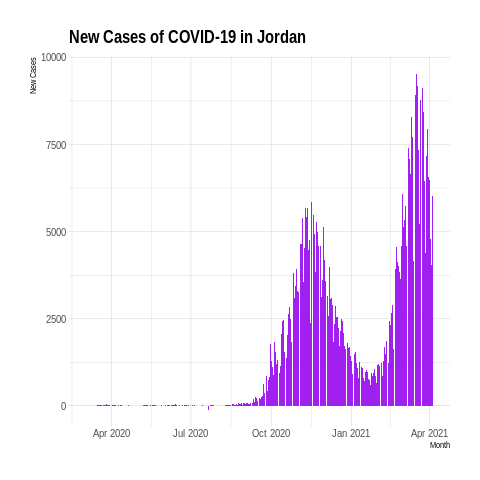 New Cases of COVID-19 in Jordan
New Cases
10000
7500
5000
2500
0
Apr 2020 Jul 2020 Oct 2020 Jan 2021 Apr 2021
Month